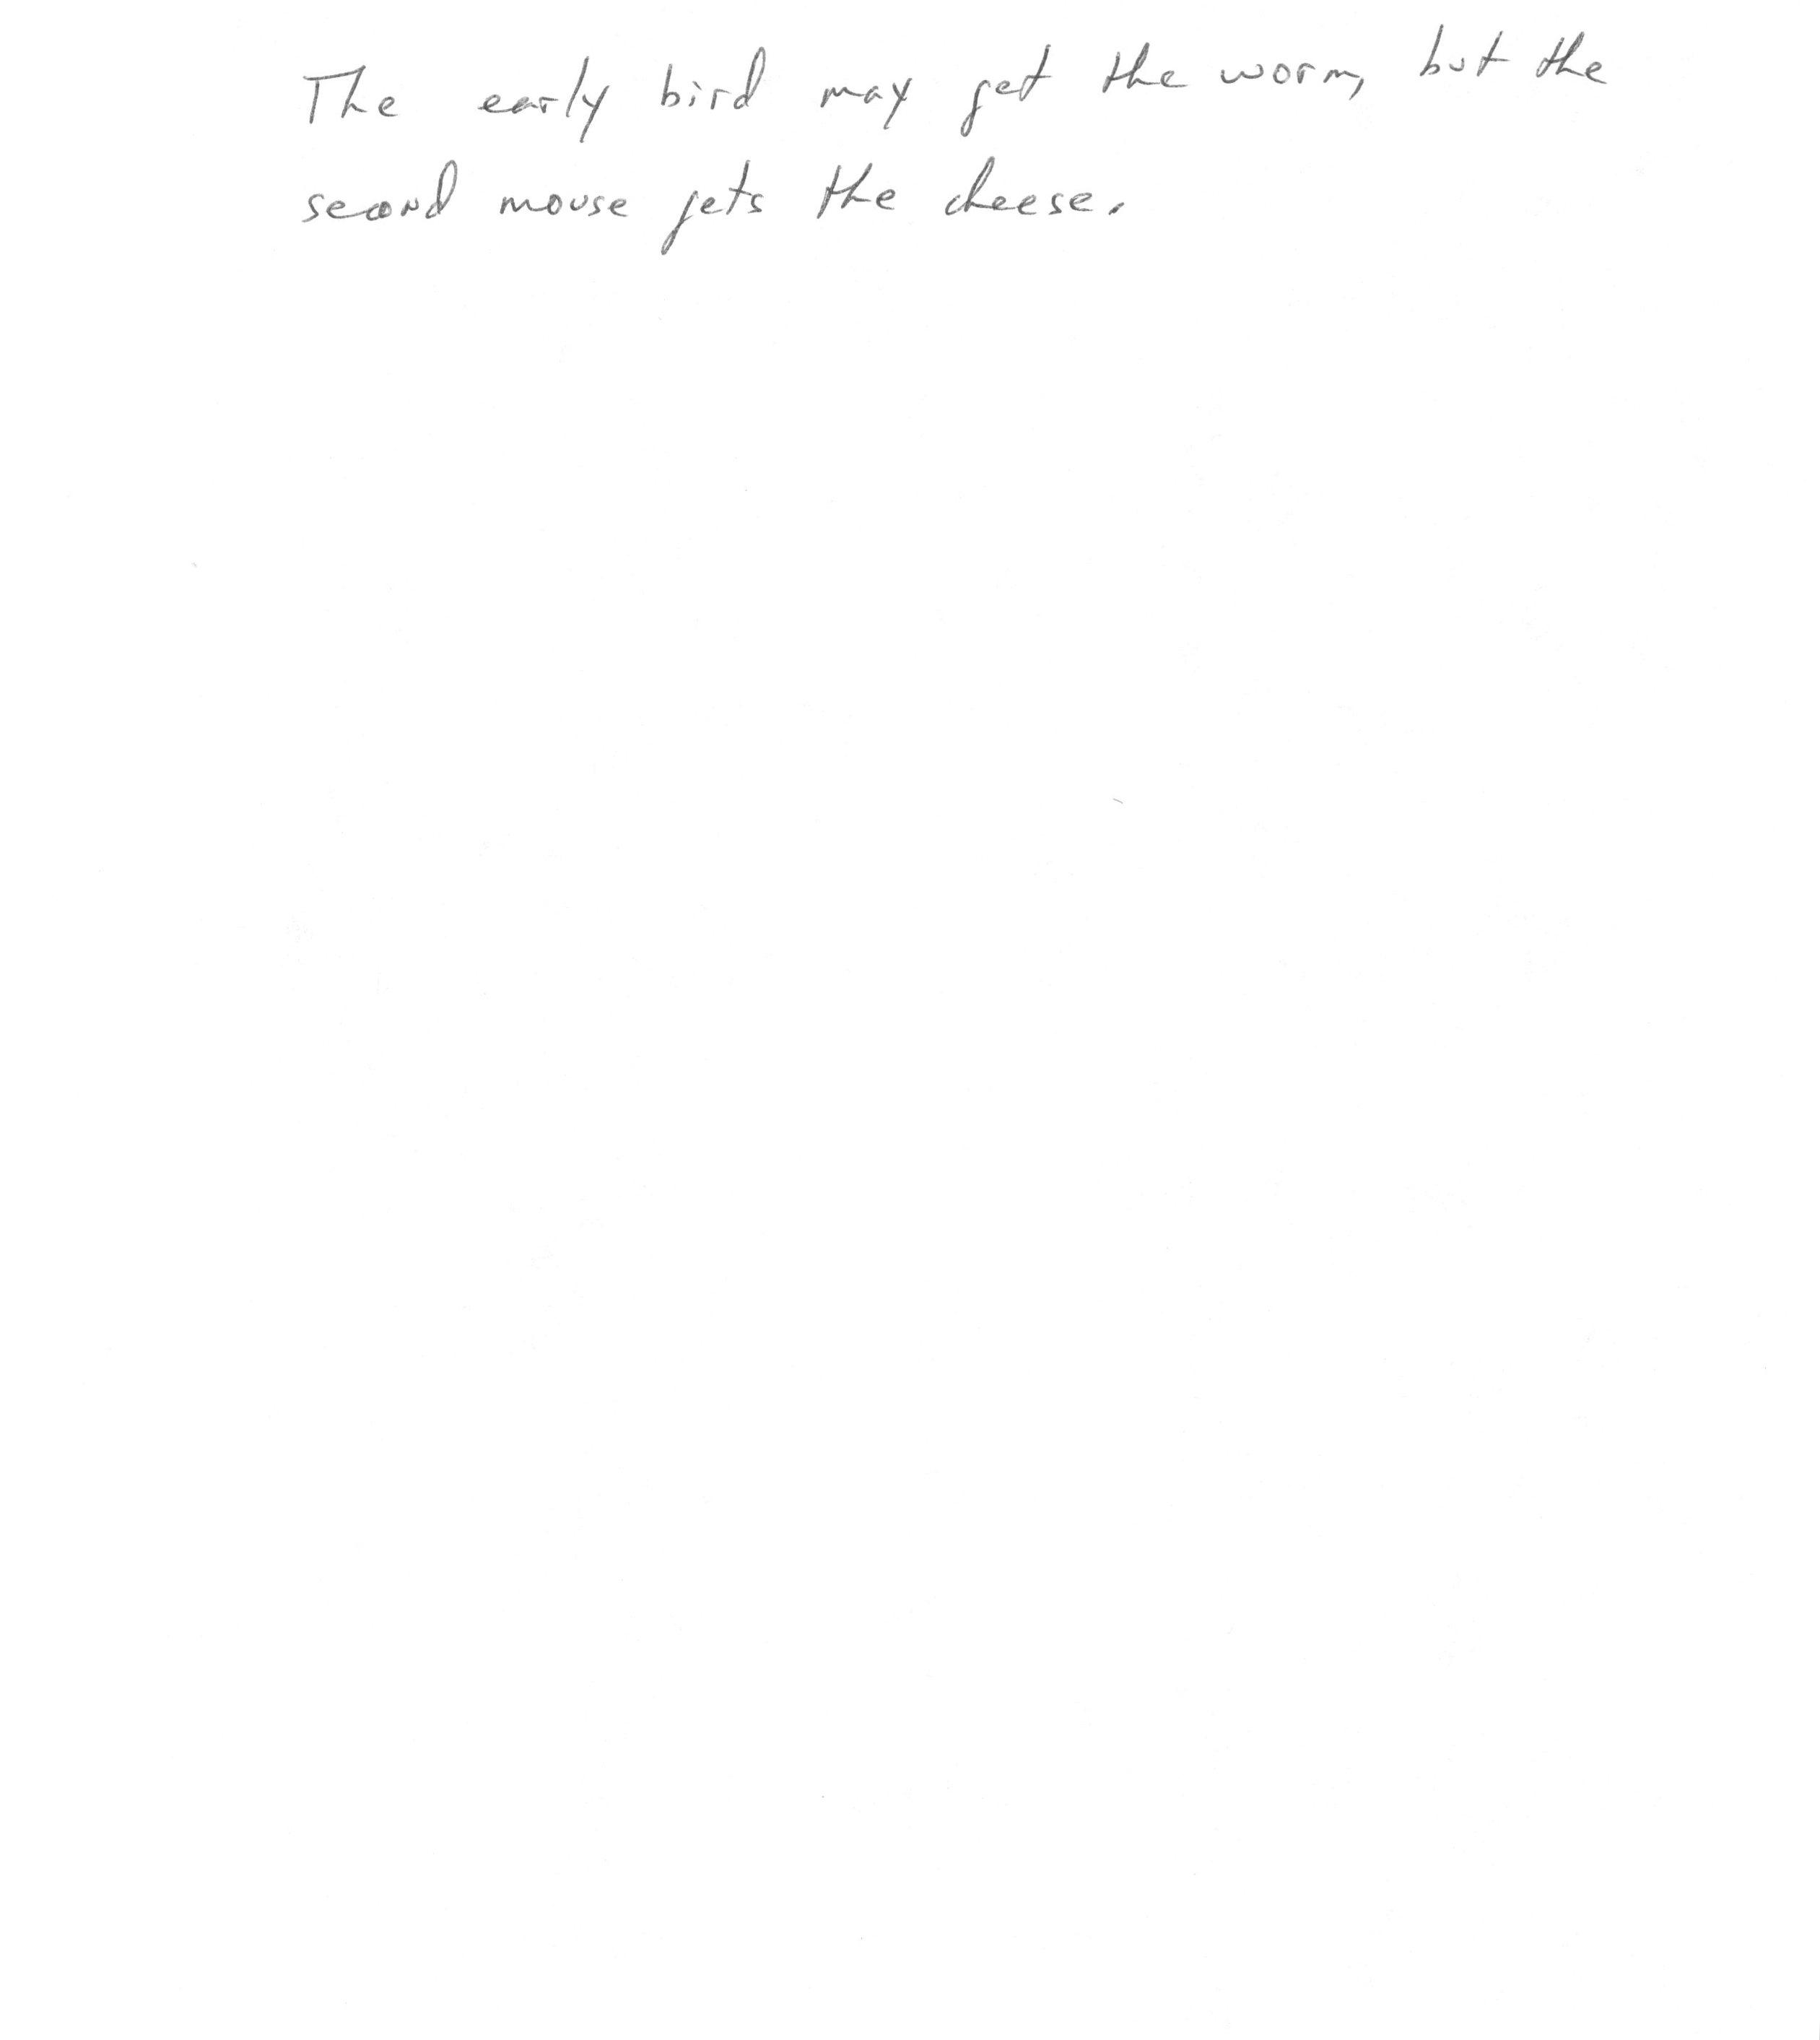 The early bird may get the worm, but the
second mouse gets the cheese.